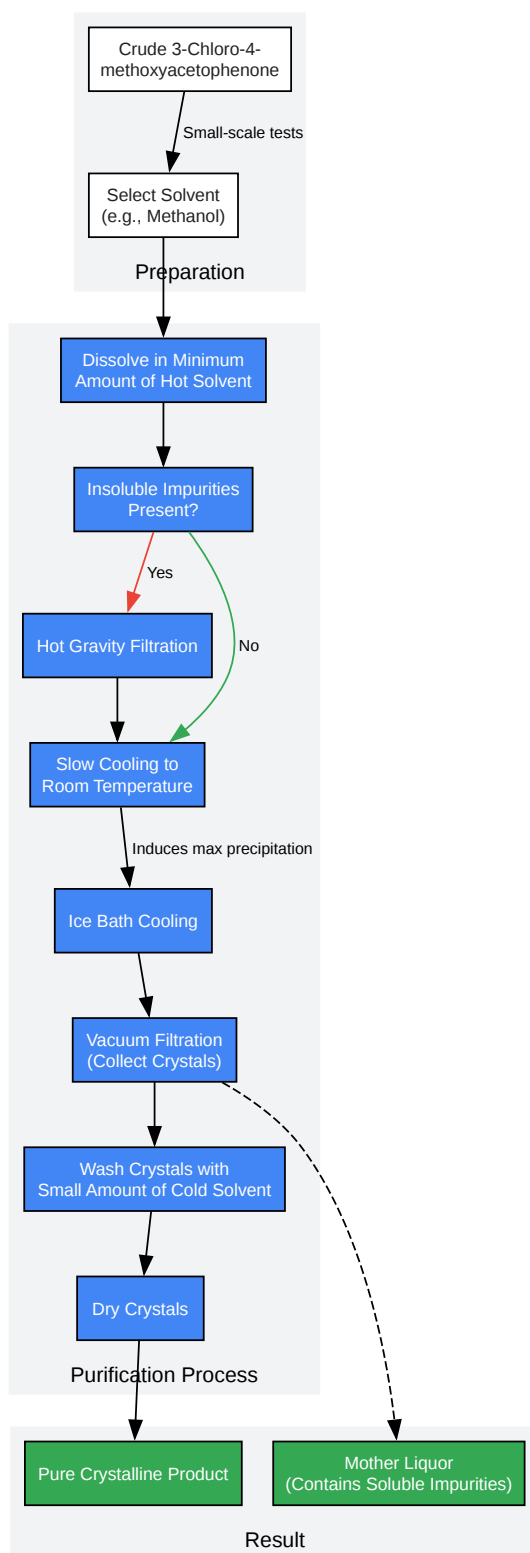 Crude 3-Chloro-4-
methoxyacetophenone
Small-scale tests
Select Solvent
(e.g., Methanol)
Preparation
Dissolve in Minimum
Amount of Hot Solvent
Insoluble Impurities
Present?
Yes
No
Hot Gravity Filtration
Slow Cooling to
Room Temperature
Induces max precipitation
Ice Bath Cooling
Vacuum Filtration
(Collect Crystals)
Wash Crystals with
Small Amount of Cold Solvent
Dry Crystals
Purification Process
Pure Crystalline Product
Mother Liquor
(Contains Soluble Impurities)
Result